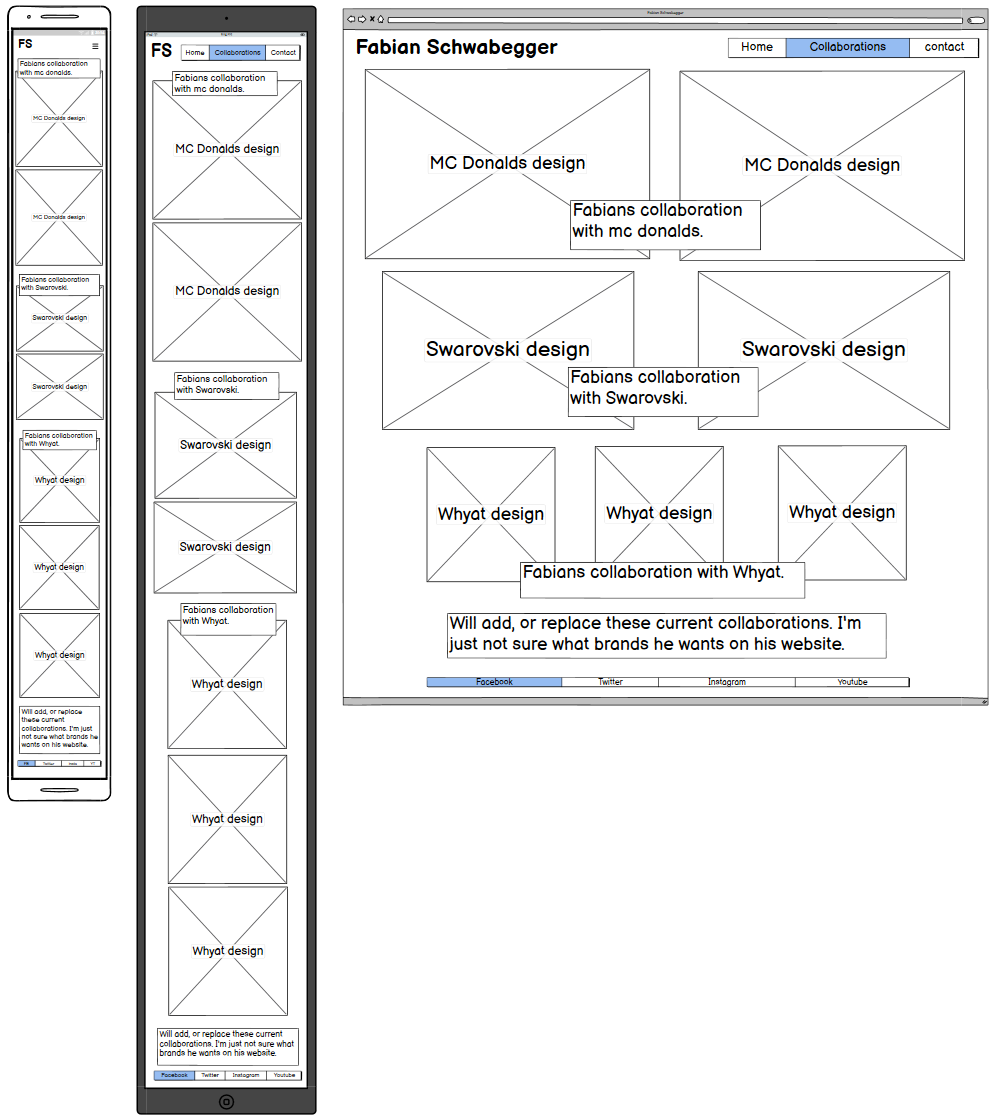 FS
Fabians collaboration
with mc donalds.
MC Donalds design
MC Donalds design
Fabians collaboration
with Swarovski.
Swarovski design
Swarovski design
Fabians collaboration
with Whyat.
Whyat design
Whyat design
Whyat design
Will add, or replace
these current
collaborations. I'm just
not sure what brands he
wants on his website.
FB Twitter Insta YT
FS Home Collaborations Contact
Fabians collaboration
with mc donalds.
MC Donalds design
MC Donalds design
Fabians collaboration
with Swarovski.
Swarovski design
Swarovski design
Fabians collaboration
with Whyat.
Whyat design
Whyat design
Whyat design
Will add, or replace these current
collaborations. I'm just not sure what
brands he wants on his website.
Facebook Twitter Instagram Youtube
Fabian Schwabegger
Fabian Schwabegger Home Collaborations contact
MC Donalds design MC Donalds design
Fabians collaboration
with mc donalds.
Swarovski design Swarovski design
Fabians collaboration
with Swarovski.
Whyat design Whyat design Whyat design
Fabians collaboration with Whyat.
Will add, or replace these current collaborations. I'm
just not sure what brands he wants on his website.
Facebook Twitter Instagram Youtube